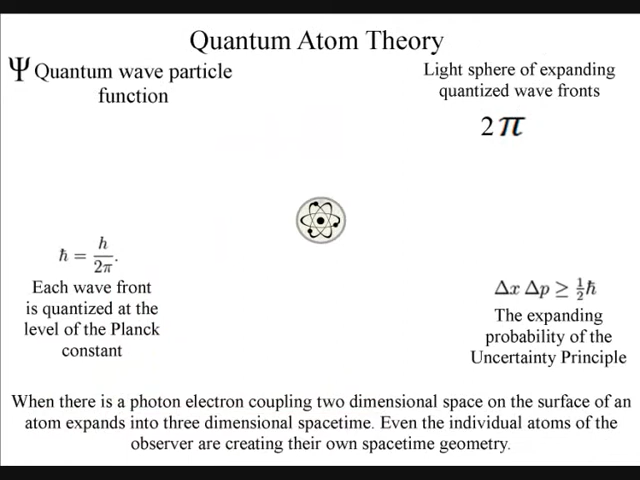 Quantum Atom Theory
Ψ Quantum wave particle
function
Light sphere of expanding
quantized wave fronts
2π
ħ = h/2π.
Each wave front
is quantized at the
level of the Planck
constant
Δx Δp ≥ ½ħ
The expanding
probability of the
Uncertainty Principle
When there is a photon electron coupling two dimensional space on the surface of an
atom expands into three dimensional spacetime. Even the individual atoms of the
observer are creating their own spacetime geometry.